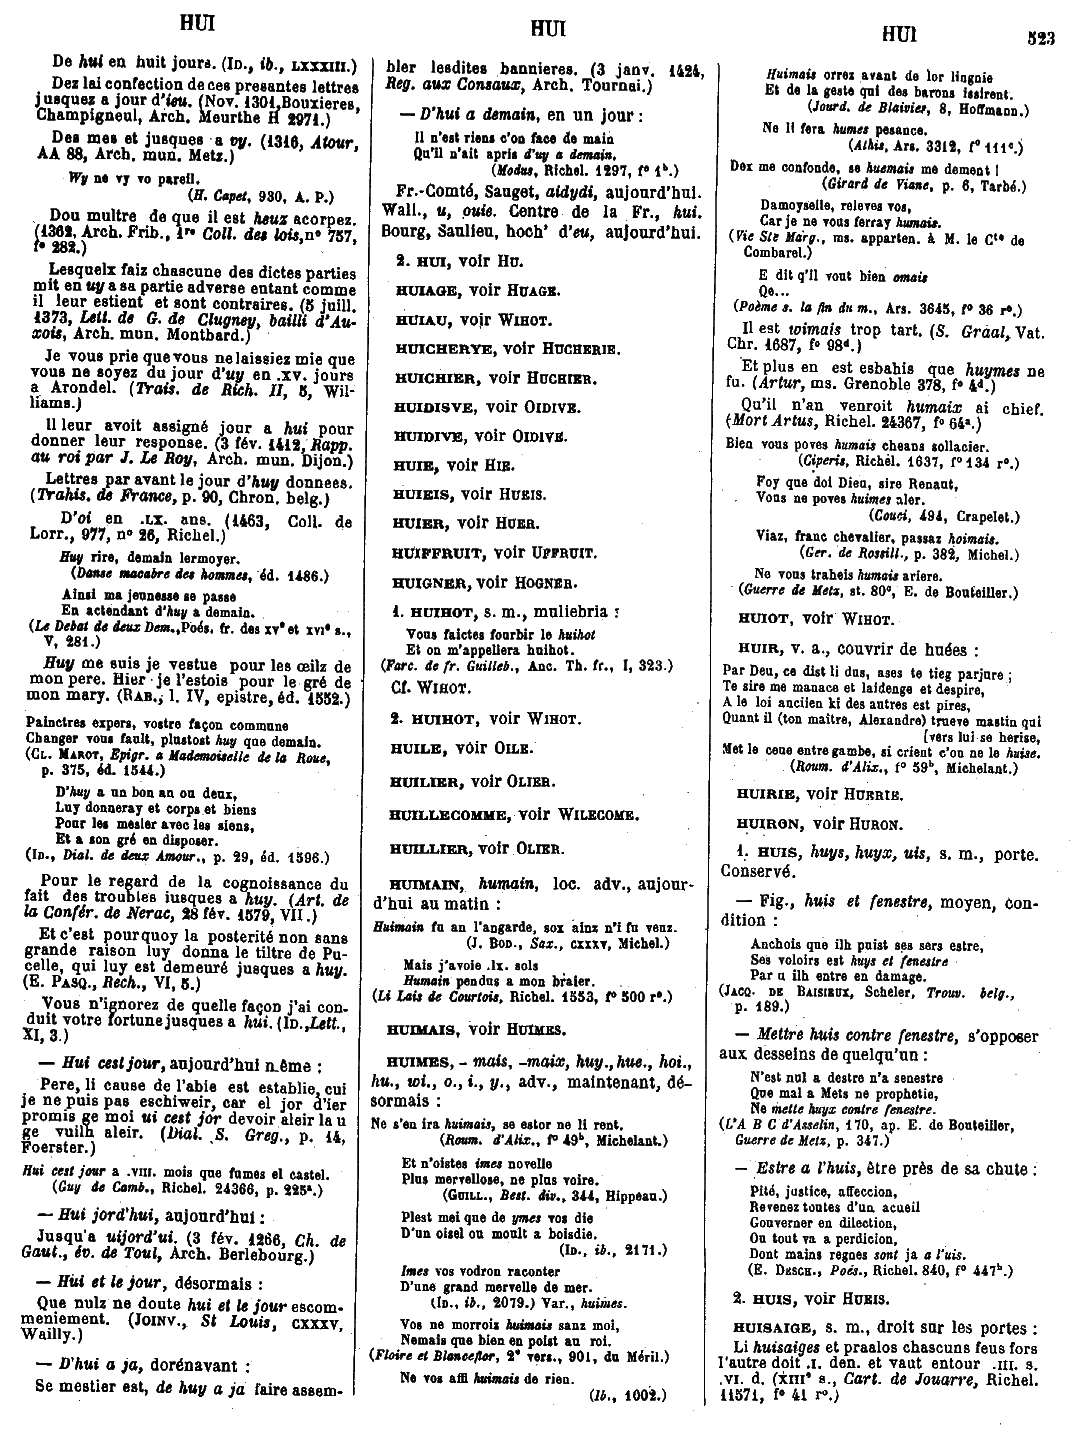 HUI
HUI
HUI
523
De hui en huit jours. (ID., ib., LXXXIII.)
Dez lai confection de ces presantes lettres
jusques a jour d'ieu. (Nov. 1301, Bouxieres,
Champigneul, Arch. Meurthe H 2971.)
Des mes et jusques a vy. (1316, Atour,
AA 88, Arch. mun. Metz.)
Wy ne vy vo pareil.
(H. Capet, 930, A. P.)
Dou multre de que il est heuz acorpez.
(1362, Arch. Frib., 1re Coll. des lois, n° 757,
f° 282.)
Lesquelx faiz chascune des dictes parties
mit en uy a sa partie adverse entant comme
il leur estient et sont contraires. (5 juill.
1373, Lett. de G. de Clugney, bailli d'Au-
xois, Arch. mun. Montbard.)
Je vous prie que vous ne laissiez mie que
vous ne soyez du jour d'uy en .xv. jours
a Arondel. (Trais. de Rich. II, 5, Wil-
liams.)
Il leur avoit assigné jour a hui pour
donner leur response. (3 fév. 1412, Rapp.
au roi par J. Le Roy, Arch. mun. Dijon.)
Lettres par avant le jour d'huy donnees.
(Trahis. de France, p. 90, Chron. belg.)
D'oi en .LX. ans. (1463, Coll. de
Lorr., 977, n° 26, Richel.)
Huy rire, demain lermoyer.
(Danse macabre des hommes, éd. 1486.)
Ainsi ma jeunesse se passe
En actendant d'huy a demain.
(Le Debat de deux Dem., Poés. fr. des xve et xvie s.,
V, 281.)
Huy me suis je vestue pour les œilz de
mon pere. Hier je l'estois pour le gré de
mon mary. (RAB., l. IV, epistre, éd. 1552.)
Painctres expers, vostre façon commune
Changer vous fault, plustost huy que demain.
(CL. MAROT, Epigr. a Mademoiselle de la Roue,
p. 375, éd. 1544.)
D'huy a un bon an ou deux,
Luy donneray et corps et biens
Pour les mesler avec les siens,
Et a son gré en disposer.
(ID., Dial. de deux Amour., p. 29, éd. 1596.)
Pour le regard de la cognoissance du
fait des troubles iusques a huy. (Art. de
la Confér. de Nerac, 28 fév. 1579, VII.)
Et c'est pourquoy la posterité non sans
grande raison luy donna le tiltre de Pu-
celle, qui luy est demeuré jusques a huy.
(E. PASQ., Rech., VI, 5.)
Vous n'ignorez de quelle façon j'ai con-
duit votre fortune jusques a hui. (ID., Lett.,
XI, 3.)
— Hui cest jour, aujourd'hui même :
Pere, li cause de l'abie est establie, cui
je ne puis pas eschiweir, car el jor d'ier
promis ge moi ui cest jor devoir aleir la u
ge vuilh aleir. (Dial. S. Greg., p. 14,
Foerster.)
Hui cest jour a .VIII. mois que fumes el castel.
(Guy de Camb., Richel. 24366, p. 225a.)
— Hui jord'hui, aujourd'hui :
Jusqu'a uijord'ui. (3 fév. 1266, Ch. de
Gaut., év. de Toul, Arch. Berlebourg.)
— Hui et le jour, désormais :
Que nulz ne doute hui et le jour escom-
meniement. (JOINV., St Louis, CXXXV,
Wailly.)
— D'hui a ja, dorénavant :
Se mestier est, de huy a ja faire assem-
bler lesdites bannieres. (3 janv. 1424,
Reg. aux Consaux, Arch. Tournai.)
— D'hui a demain, en un jour :
Il n'est riens c'on face de main
Qu'il n'ait apris d'uy a demain.
(Modus, Richel. 1297, f° 1b.)
Fr.-Comté, Sauget, aidydi, aujourd'hui.
Wall., u, ouie. Centre de la Fr., hui.
Bourg, Saulieu, hoch' d'eu, aujourd'hui.
2. HUI, voir HU.
HUIAGE, voir HUAGE.
HUIAU, voir WIHOT.
HUICHERYE, voir HUCHERIE.
HUICHIER, voir HUCHIER.
HUIDISVE, voir OIDIVE.
HUIDIVE, voir OIDIVE.
HUIE, voir HIE.
HUIEIS, voir HUEIS.
HUIER, voir HUER.
HUIFFRUIT, voir UFFRUIT.
HUIGNER, voir HOGNER.
1. HUIHOT, s. m., muliebria :
Vous faictes fourbir le huihot
Et on m'appellera huihot.
(Farc. de fr. Guilleb., Anc. Th. fr., I, 323.)
Cf. WIHOT.
2. HUIHOT, voir WIHOT.
HUILE, voir OILE.
HUILIER, voir OLIER.
HUILLECOMME, voir WILECOME.
HUILLIER, voir OLIER.
HUIMAIN, humain, loc. adv., aujour-
d'hui au matin :
Huimain fu an l'angarde, sox ainz n'i fu venz.
(J. BOD., Sax., CXXXV, Michel.)
Mais j'avoie .lx. sols
Humain pendus a mon braier.
(Li Lais de Courtois, Richel. 1553, f° 500 r°.)
HUIMAIS, voir HUIMES.
HUIMES, - mais, -maix, huy., hue., hoi.,
hu., wi., o., i., y., adv., maintenant, dé-
sormais :
Ne s'en ira huimais, se estor ne li rent.
(Roum. d'Alix., f° 49b, Michelant.)
Et n'oistes imes novelle
Plus mervellose, ne plus voire.
(GUILL., Best. div., 344, Hippeau.)
Plest mei que de ymes vos die
D'un oisel ou moult a boisdie.
(ID., ib., 2171.)
Imes vos vodron raconter
D'une grand mervelle de mer.
(ID., ib., 2079.) Var., huimes.
Vos ne morrois huimais sanz moi,
Nemais que bien en poist au roi.
(Floire et Blanceflor, 2e vers., 901, du Méril.)
Ne vos affi huimais de rien.
(Ib., 1002.)
Huimais orrez avant de lor lingnie
Et de la geste qui des barons issirent.
(Jourd. de Blaivier, 8, Hoffmann.)
Ne li fera humes pesance.
(Athis, Ars. 3312, f° 111c.)
Dex me confonde, se huemais me dement !
(Girard de Viane, p. 6, Tarbé.)
Damoyselle, releves vos,
Car je ne vous ferray humais.
(Vie Ste Marg., ms. apparten. à M. le Cte de
Combarel.)
E dit q'il vout bien omais
Qe...
(Poème s. la fin du m., Ars. 3645, f° 36 r°.)
Il est wimais trop tart. (S. Graal, Vat.
Chr. 1687, f° 98d.)
Et plus en est esbahis que huymes ne
fu. (Artur, ms. Grenoble 378, f° 4d.)
Qu'il n'an venroit humaix ai chief.
(Mort Artus, Richel. 24367, f° 64a.)
Bien vous poves humais cheans sollacier.
(Ciperis, Richel. 1637, f° 134 r°.)
Foy que doi Dieu, sire Renaut,
Vous ne poves huimes aler.
(Couci, 494, Crapelet.)
Viaz, franc chevalier, passaz hoimais.
(Ger. de Rossill., p. 382, Michel.)
Ne vous traheis humais ariere.
(Guerre de Metz, st. 80e, E. de Bouteiller.)
HUIOT, voir WIHOT.
HUIR, v. a., couvrir de huées :
Par Deu, ce dist li dus, ases te tieg parjure ;
Te sire me manace et laidenge et despire,
A le loi anciien ki des autres est pires,
Quant il (ton maître, Alexandre) trueve mastin qui
[vers lui se herise,
Met le ceue entre gambe, si crient c'on ne le huise.
(Roum. d'Alix., f° 59b, Michelant.)
HUIRIE, voir HUERIE.
HUIRON, voir HURON.
1. HUIS, huys, huyx, uis, s. m., porte.
Conservé.
— Fig., huis et fenestre, moyen, con-
dition :
Anchois que ilh puist ses sers estre,
Ses voloirs est huys et fenestre
Par u ilh entre en damage.
(JACQ. DE BAISIEUX, Scheler, Trouv. belg.,
p. 189.)
— Mettre huis contre fenestre, s'opposer
aux desseins de quelqu'un :
N'est nul a destre n'a senestre
Que mal a Mets ne prophetie,
Ne mette huyx contre fenestre.
(L'A B C d'Asselin, 170, ap. E. de Bouteiller,
Guerre de Metz, p. 347.)
— Estre a l'huis, être près de sa chute :
Pité, justice, affeccion,
Revenez toutes d'un acueil
Gouverner en dilection,
Ou tout va a perdicion,
Dont mains regnes sont ja a l'uis.
(E. DESCH., Poés., Richel. 840, f° 447b.)
2. HUIS, voir HUEIS.
HUISAIGE, s. m., droit sur les portes :
Li huisaiges et praalos chascuns feus fors
l'autre doit .I. den. et vaut entour .III. s.
.VI. d. (XIIIe s., Cart. de Jouarre, Richel.
11571, f° 41 r°.)